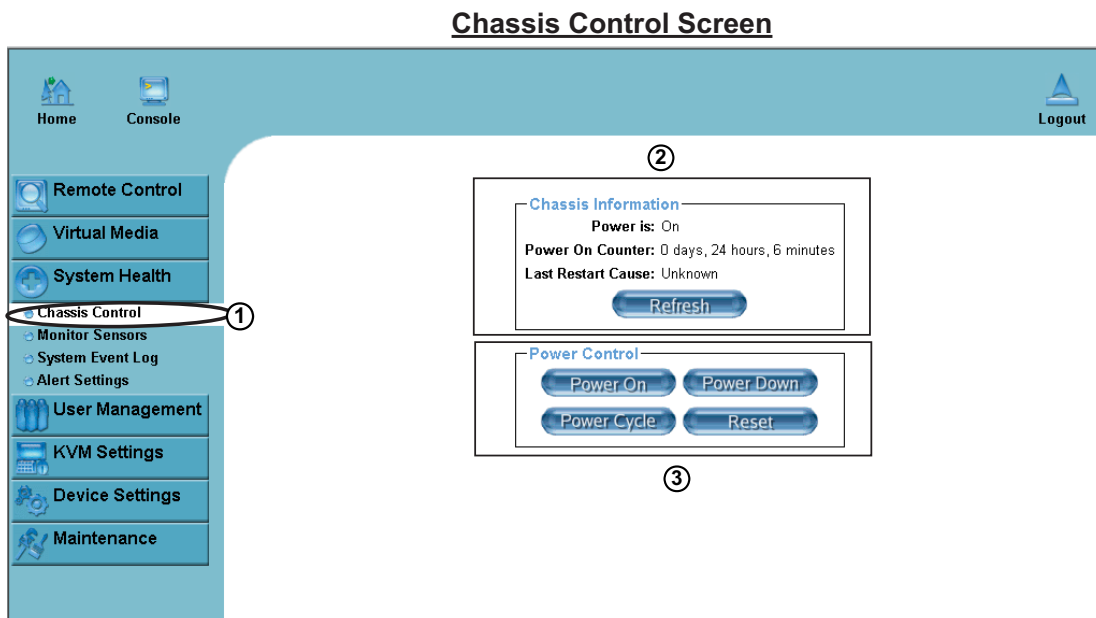 Chassis Control Screen
Home
Console
Logout
Remote Control
Virtual Media
System Health
Chassis Control
1
Monitor Sensors
System Event Log
Alert Settings
User Management
KVM Settings
Device Settings
Maintenance
2
Chassis Information
Power is: On
Power On Counter: 0 days, 24 hours, 6 minutes
Last Restart Cause: Unknown
Refresh
Power Control
Power On
Power Down
Power Cycle
Reset
3